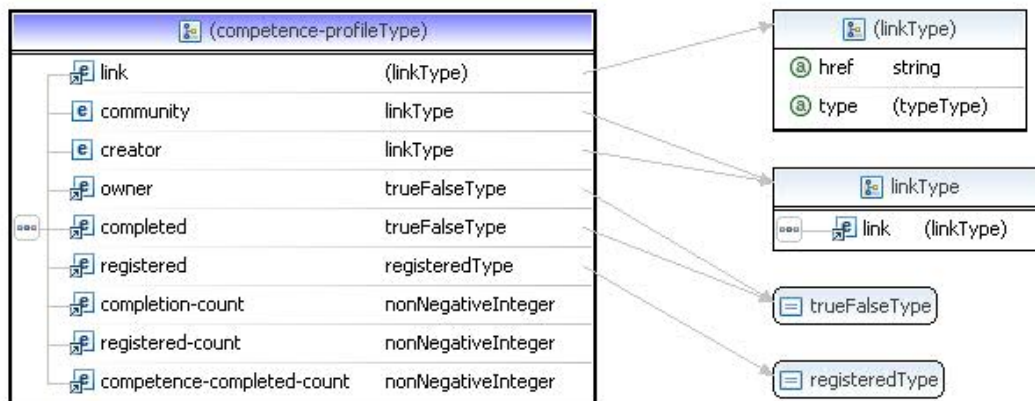 (competence-profileType)
link (linkType)
community linkType
creator linkType
owner trueFalseType
completed trueFalseType
registered registeredType
completion-count nonNegativeInteger
registered-count nonNegativeInteger
competence-completed-count nonNegativeInteger
(linkType)
a href string
a type (typeType)
linkType
e link (linkType)
trueFalseType
registeredType